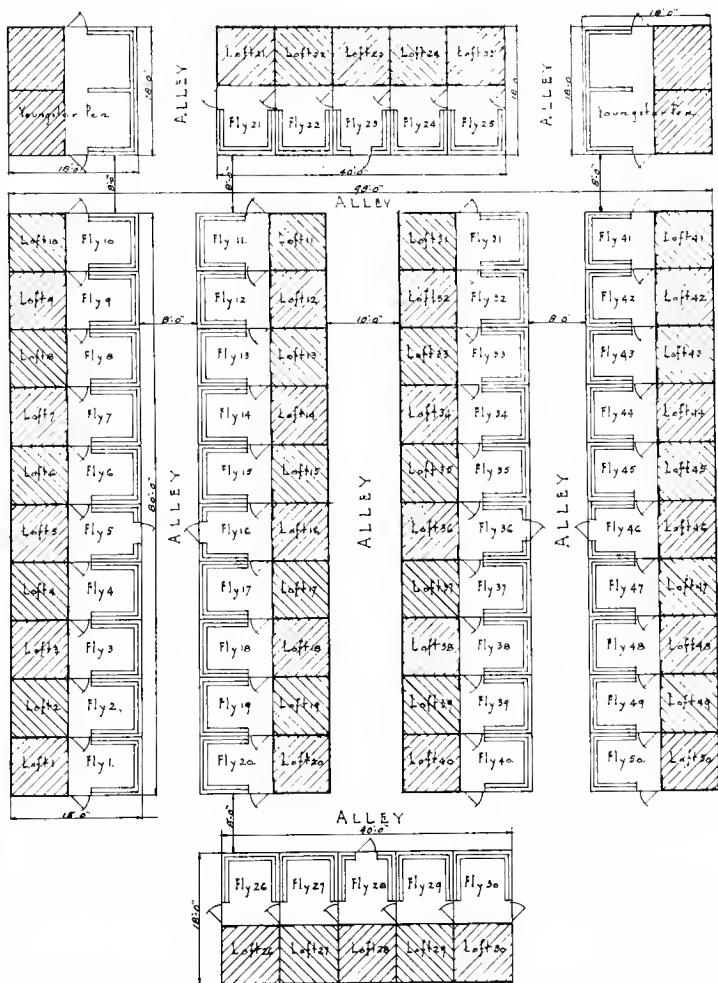 18'-0"
Loft 21 Loft 22 Loft 23 Loft 24 Loft 25
ALLEY
ALLEY
Youngster Pen
18'-0"
18'-0"
18'-0"
Youngster Pen
Fly 21 Fly 22 Fly 23 Fly 24 Fly 25
18'-0"
40'-0"
8'-0"
8'-0"
8'-0"
98'-0"
ALLEY
Loft 10 Fly 10 Fly 11 Loft 11 Loft 31 Fly 31 Fly 41 Loft 41
Loft 9 Fly 9 Fly 12 Loft 12 Loft 32 Fly 32 Fly 42 Loft 42
8'-0" 10'-0" 8'-0"
Loft 8 Fly 8 Fly 13 Loft 13 Loft 33 Fly 33 Fly 43 Loft 43
Loft 7 Fly 7 Fly 14 Loft 14 Loft 34 Fly 34 Fly 44 Loft 44
Loft 6 Fly 6 Fly 15 Loft 15 Loft 35 Fly 35 Fly 45 Loft 45
80'-0"
ALLEY
ALLEY
ALLEY
Loft 5 Fly 5 Fly 16 Loft 16 Loft 36 Fly 36 Fly 46 Loft 46
Loft 4 Fly 4 Fly 17 Loft 17 Loft 37 Fly 37 Fly 47 Loft 47
Loft 3 Fly 3 Fly 18 Loft 18 Loft 38 Fly 38 Fly 48 Loft 48
Loft 2 Fly 2. Fly 19 Loft 19 Loft 39 Fly 39 Fly 49 Loft 49
Loft 1 Fly 1. Fly 20. Loft 20 Loft 40 Fly 40. Fly 50. Loft 50
18'-0"
8'-0"
ALLEY
40'-0"
18'-0"
Fly 26 Fly 27 Fly 28 Fly 29 Fly 30
Loft 26 Loft 27 Loft 28 Loft 29 Loft 30